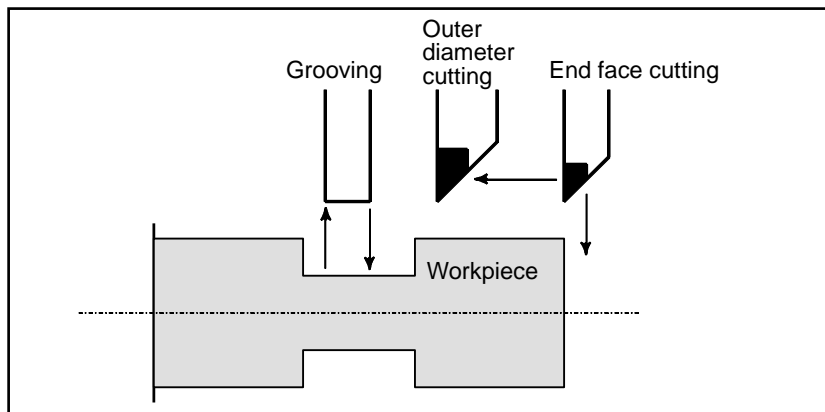 Outer
diameter
cutting
Grooving
End face cutting
Workpiece